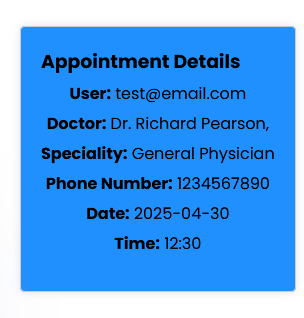 Appointment Details
User: test@email.com
Doctor: Dr. Richard Pearson,
Speciality: General Physician
Phone Number: 1234567890
Date: 2025-04-30
Time: 12:30